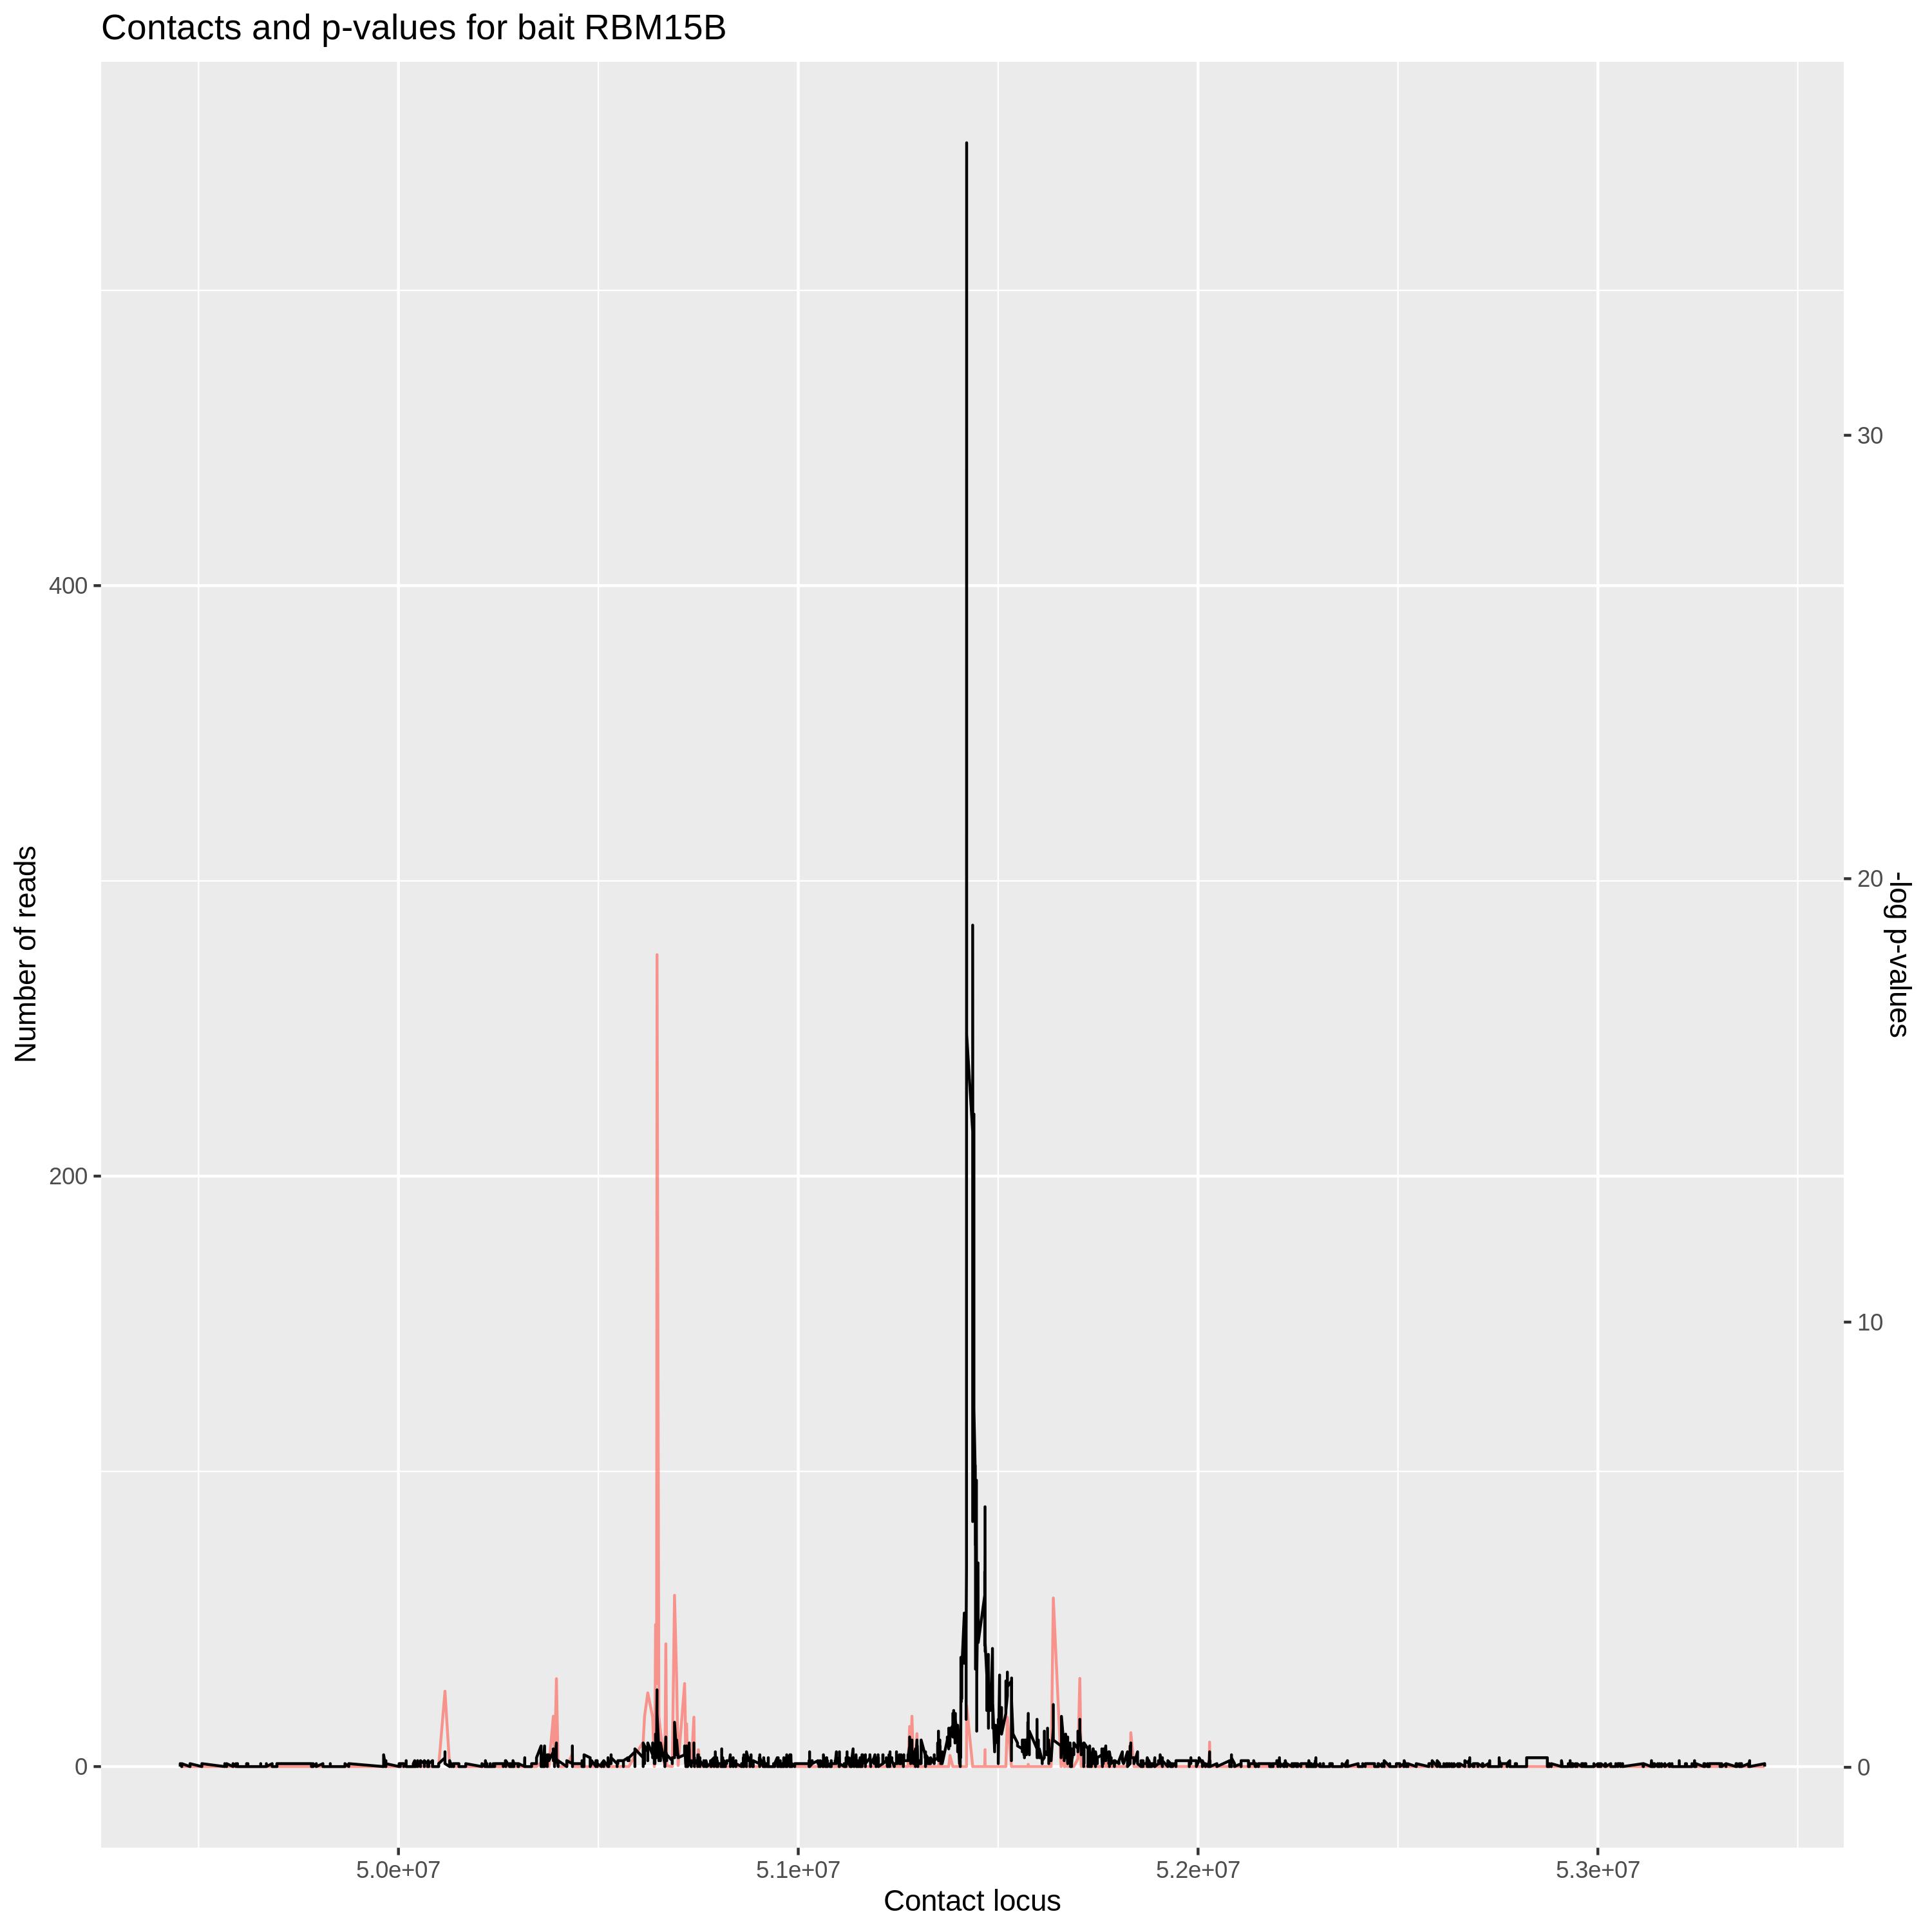 Contacts and p-values for bait RBM15B
400
200
0
Number of reads
30
20
10
0
-log p-values
5.0e+07
5.1e+07
5.2e+07
5.3e+07
Contact locus